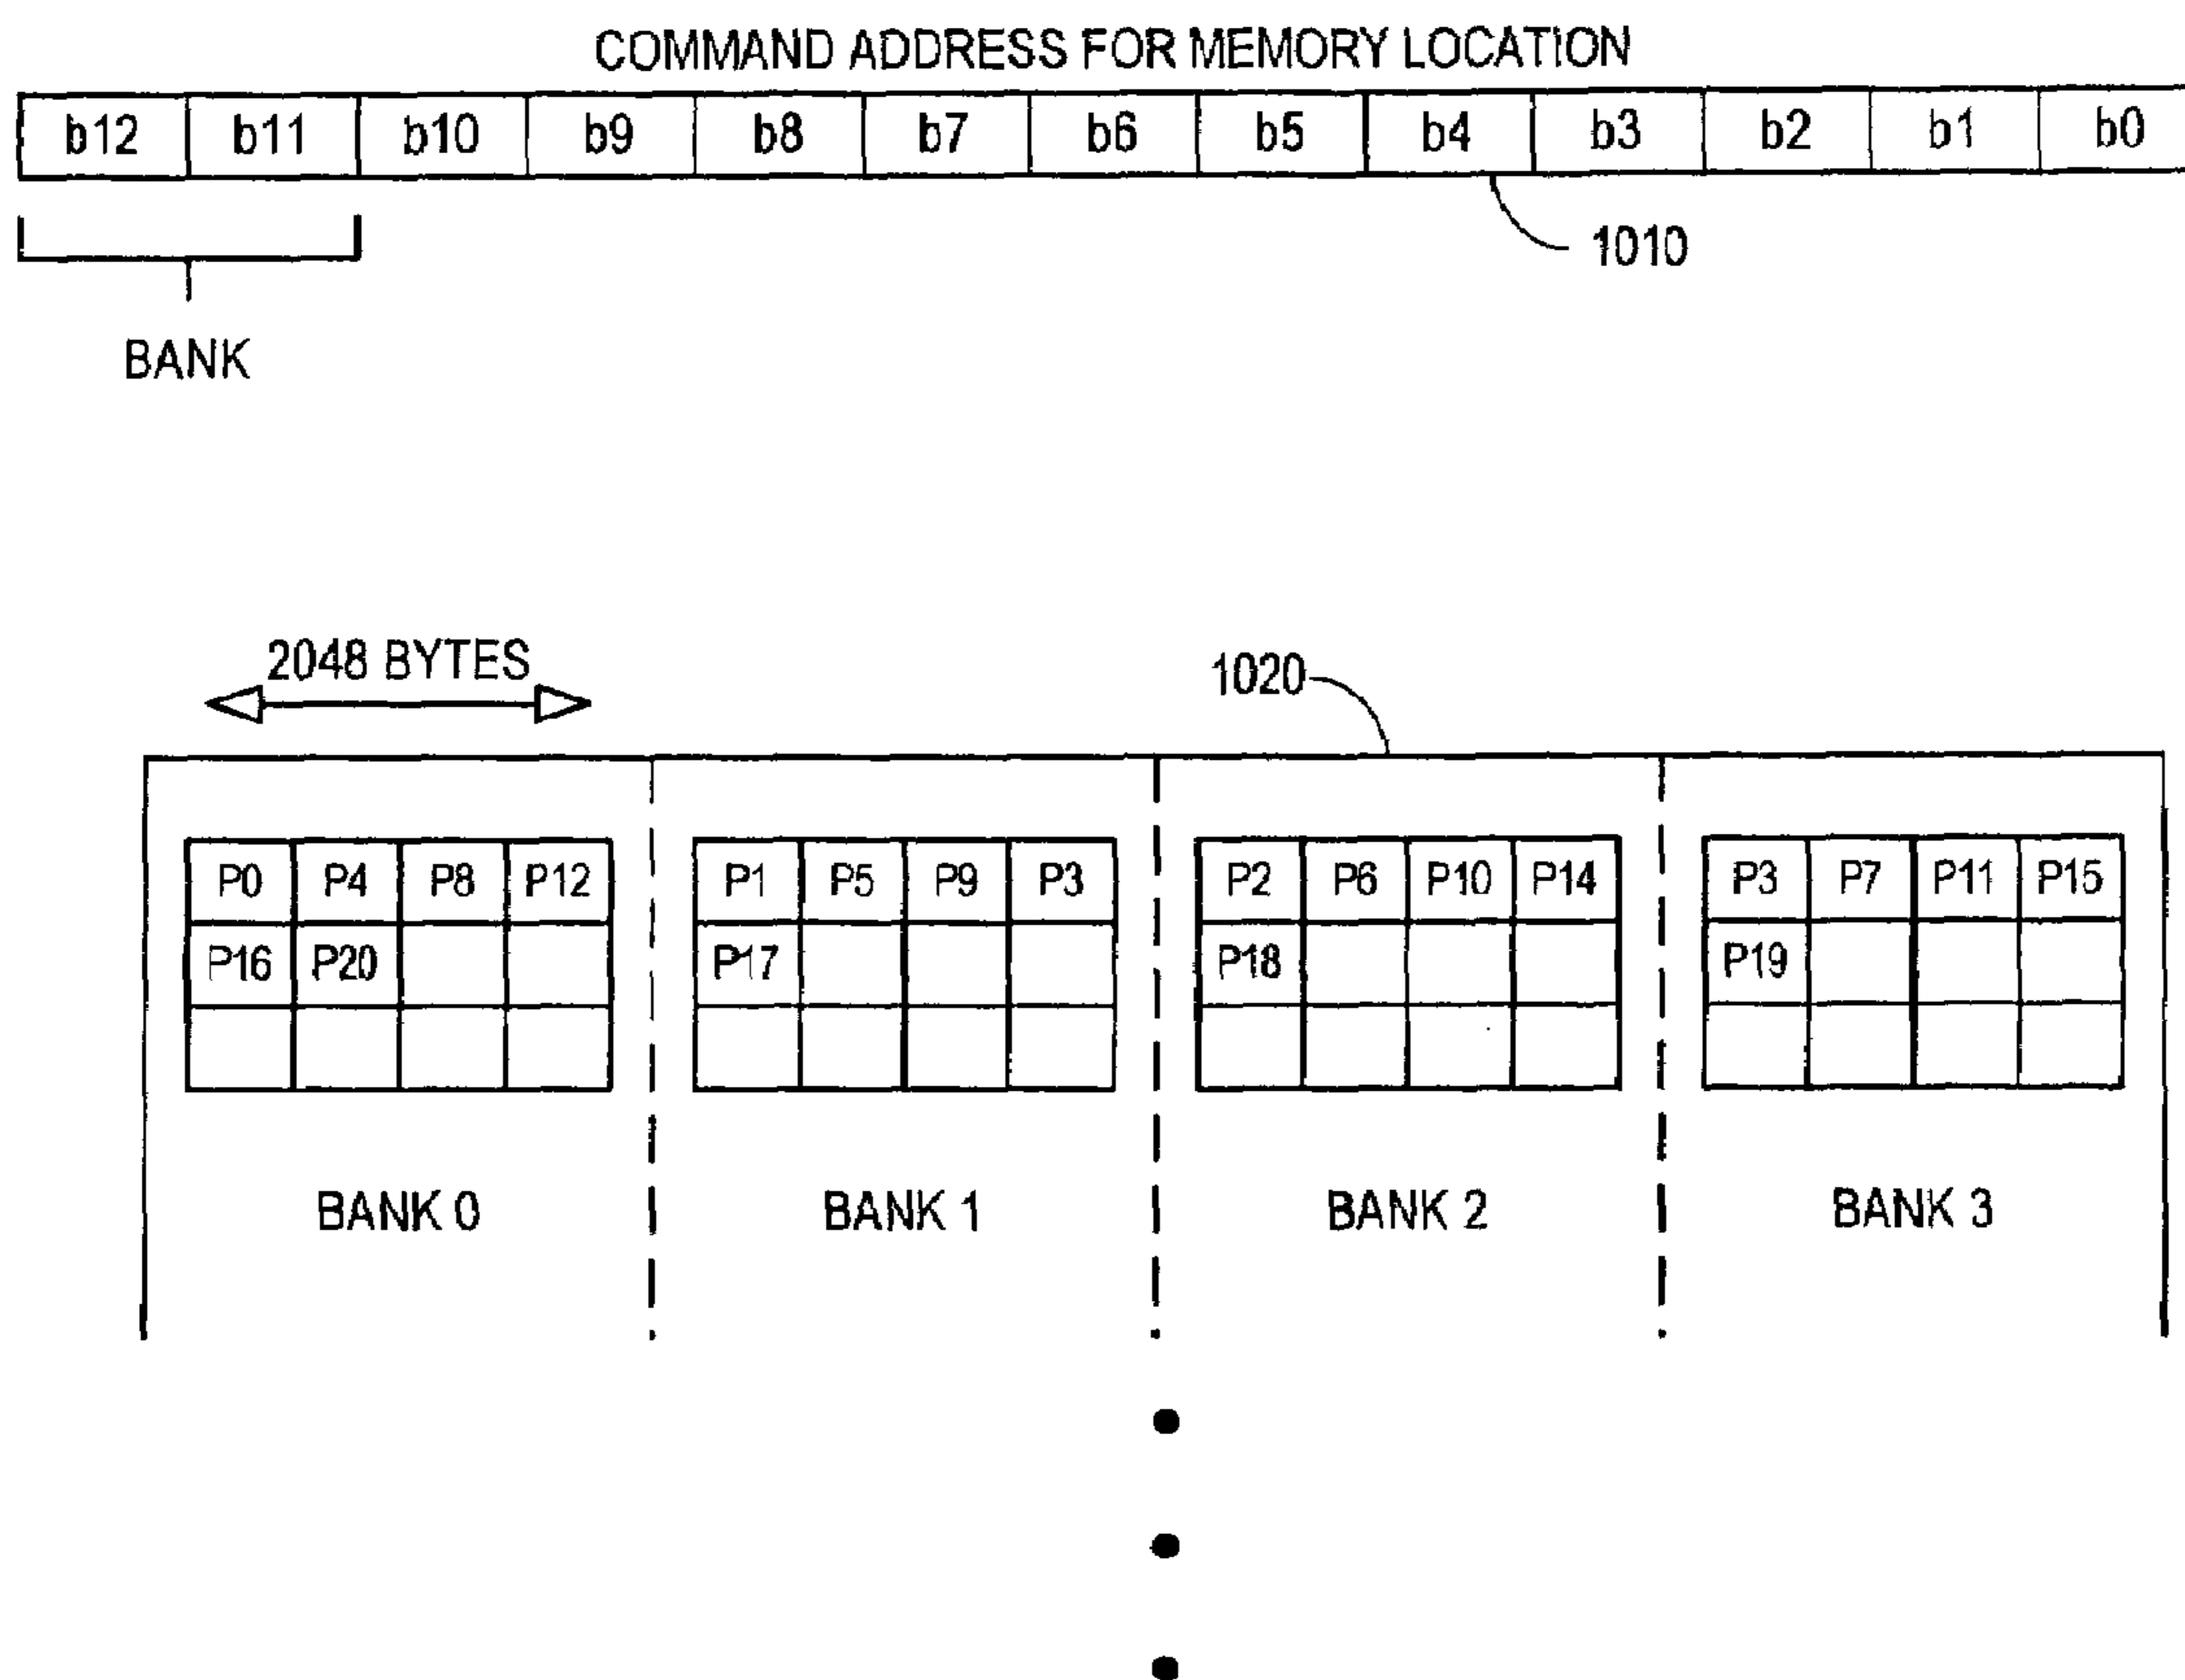 COMMAND ADDRESS FOR MEMORY LOCATION
b12 b11 b10 b9 b8 b7 b6 b5 b4 b3 b2 b1 b0
1010
BANK
2048 BYTES
1020
P0 P4 P8 P12 P1 P5 P9 P3 P2 P6 P10 P14 P3 P7 P11 P15
P16 P20 P17 P18 P19
BANK 0 BANK 1 BANK 2 BANK 3